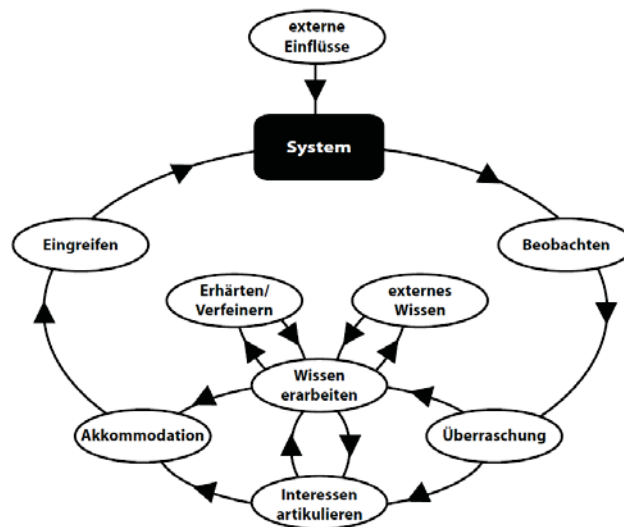 externe
Einflüsse
System
Eingreifen
Beobachten
Erhärten/
Verfeinern
externes
Wissen
Wissen
erarbeiten
Akkommodation
Überraschung
Interessen
artikulieren